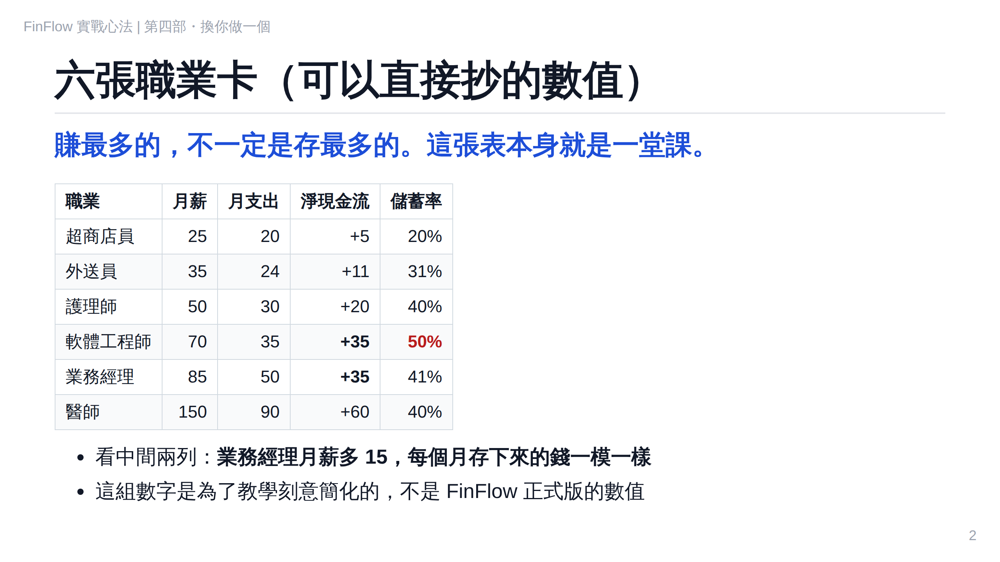 FinFlow 實戰心法 | 第四部・換你做一個
六張職業卡（可以直接抄的數值）
賺最多的，不一定是存最多的。這張表本身就是一堂課。
職業 月薪 月支出 淨現金流 儲蓄率
超商店員 25 20 +5 20%
外送員 35 24 +11 31%
護理師 50 30 +20 40%
軟體工程師 70 35 +35 50%
業務經理 85 50 +35 41%
醫師 150 90 +60 40%
• 看中間兩列：業務經理月薪多 15，每個月存下來的錢一模一樣
• 這組數字是為了教學刻意簡化的，不是 FinFlow 正式版的數值
2